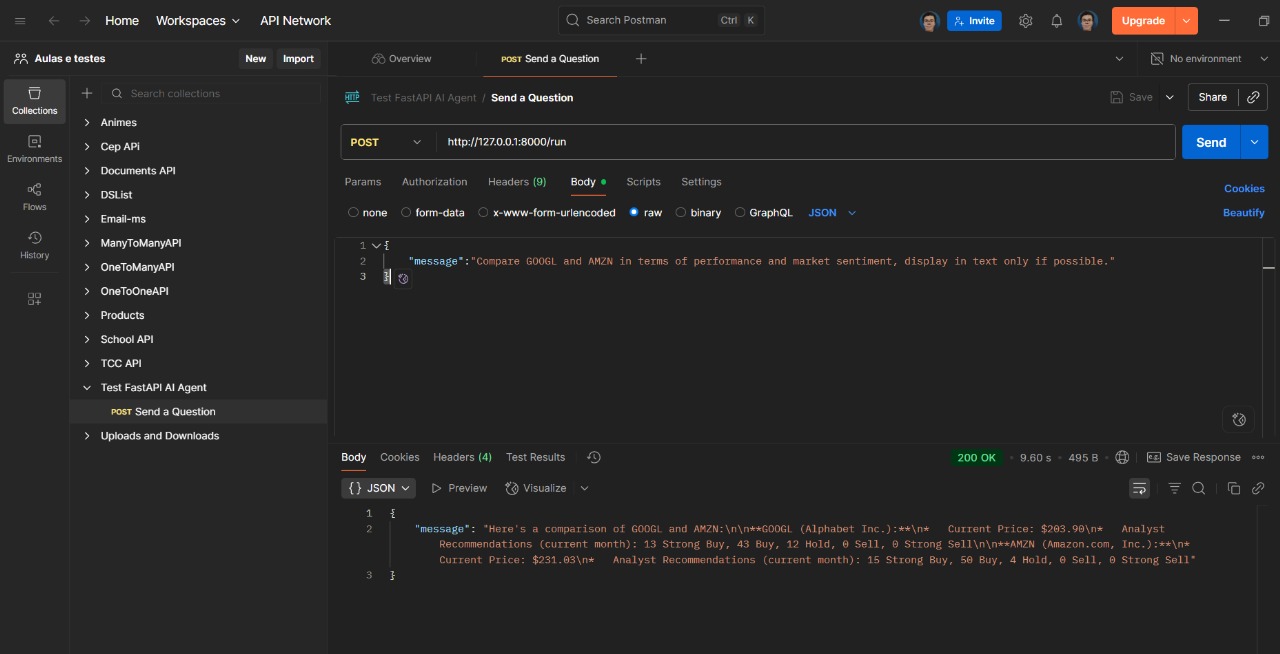 Home Workspaces API Network Search Postman Ctrl K Invite Upgrade
Aulas e testes New Import Overview POST Send a Question No environment
Collections
Environments
Flows
History
Search collections
Animes
Cep APi
Documents API
DSList
Email-ms
ManyToManyAPI
OneToManyAPI
OneToOneAPI
Products
School API
TCC API
Test FastAPI AI Agent
POST Send a Question
Uploads and Downloads
HTTP Test FastAPI AI Agent / Send a Question Save Share
POST http://127.0.0.1:8000/run Send
Params Authorization Headers (9) Body Scripts Settings Cookies
none form-data x-www-form-urlencoded raw binary GraphQL JSON Beautify
1 {
2 "message":"Compare GOOGL and AMZN in terms of performance and market sentiment, display in text only if possible."
3 }
Body Cookies Headers (4) Test Results 200 OK • 9.60 s • 495 B • Save Response
{} JSON Preview Visualize
1 {
2 "message": "Here's a comparison of GOOGL and AMZN:\n\n**GOOGL (Alphabet Inc.):**\n*   Current Price: $203.90\n*   Analyst
Recommendations (current month): 13 Strong Buy, 43 Buy, 12 Hold, 0 Sell, 0 Strong Sell\n\n**AMZN (Amazon.com, Inc.):**\n*
Current Price: $231.03\n*   Analyst Recommendations (current month): 15 Strong Buy, 50 Buy, 4 Hold, 0 Sell, 0 Strong Sell"
3 }